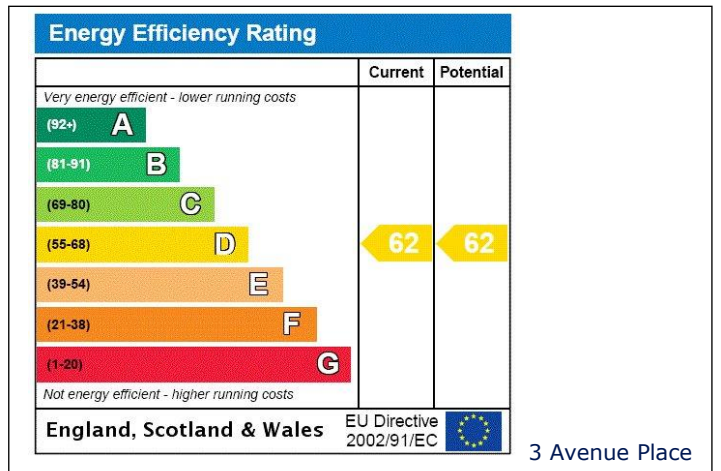 Energy Efficiency Rating
Current Potential
Very energy efficient - lower running costs
(92+) A
(81-91) B
(69-80) C
(55-68) D 62 62
(39-54) E
(21-38) F
(1-20) G
Not energy efficient - higher running costs
England, Scotland & Wales EU Directive
2002/91/EC
3 Avenue Place